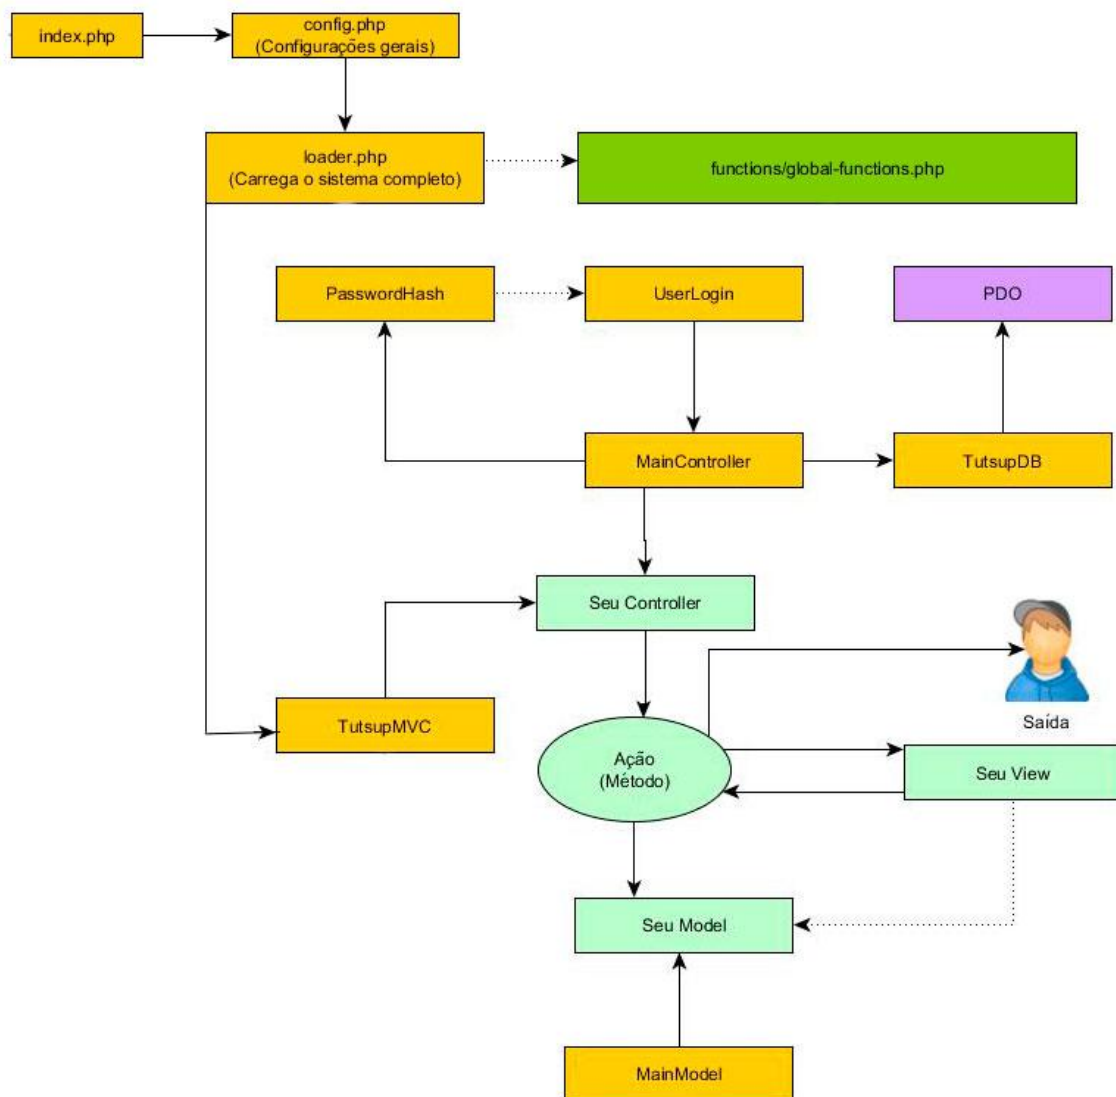 index.php
config.php
(Configurações gerais)
loader.php
(Carrega o sistema completo)
functions/global-functions.php
PasswordHash
UserLogin
PDO
MainController
TutsupDB
Seu Controller
TutsupMVC
Saída
Ação
(Método)
Seu View
Seu Model
MainModel